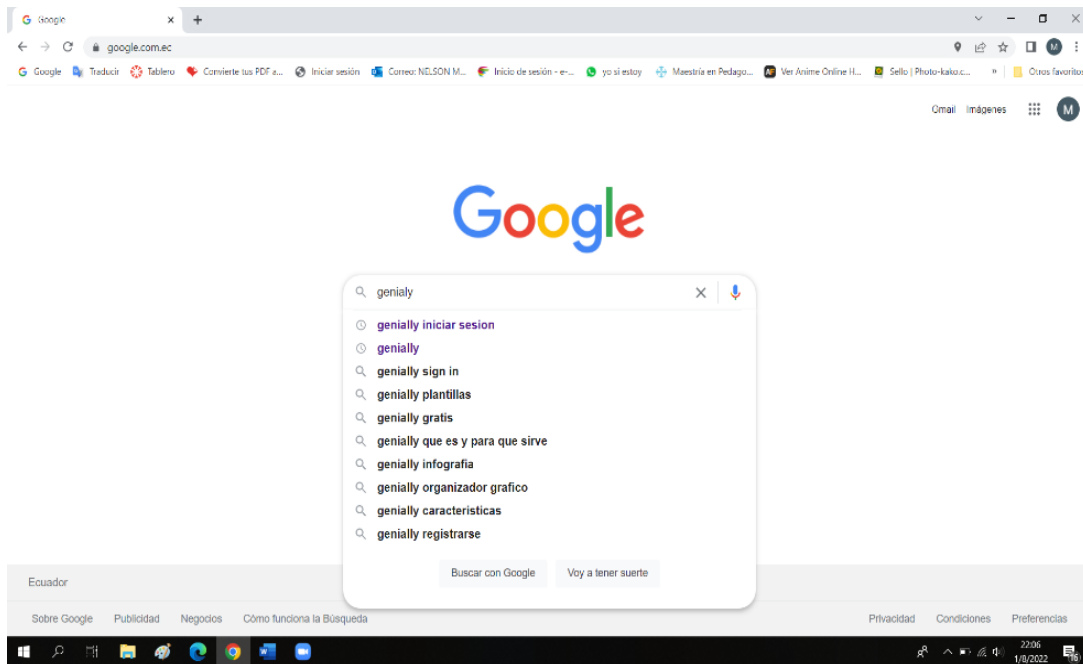 Google
google.com.ec
Google Traducir Tablero Convierte tus PDF a... Iniciar sesión Correo: NELSON M... Inicio de sesión - e-... yo si estoy Maestría en Pedago... Ver Anime Online H... Sello | Photo-kako.c... » Otros favoritos
Gmail Imágenes M
Google
genialy
genially iniciar sesion
genially
genially sign in
genially plantillas
genially gratis
genially que es y para que sirve
genially infografia
genially organizador grafico
genially caracteristicas
genially registrarse
Buscar con Google Voy a tener suerte
Ecuador
Sobre Google Publicidad Negocios Cómo funciona la Búsqueda Privacidad Condiciones Preferencias
22:06
1/8/2022
16